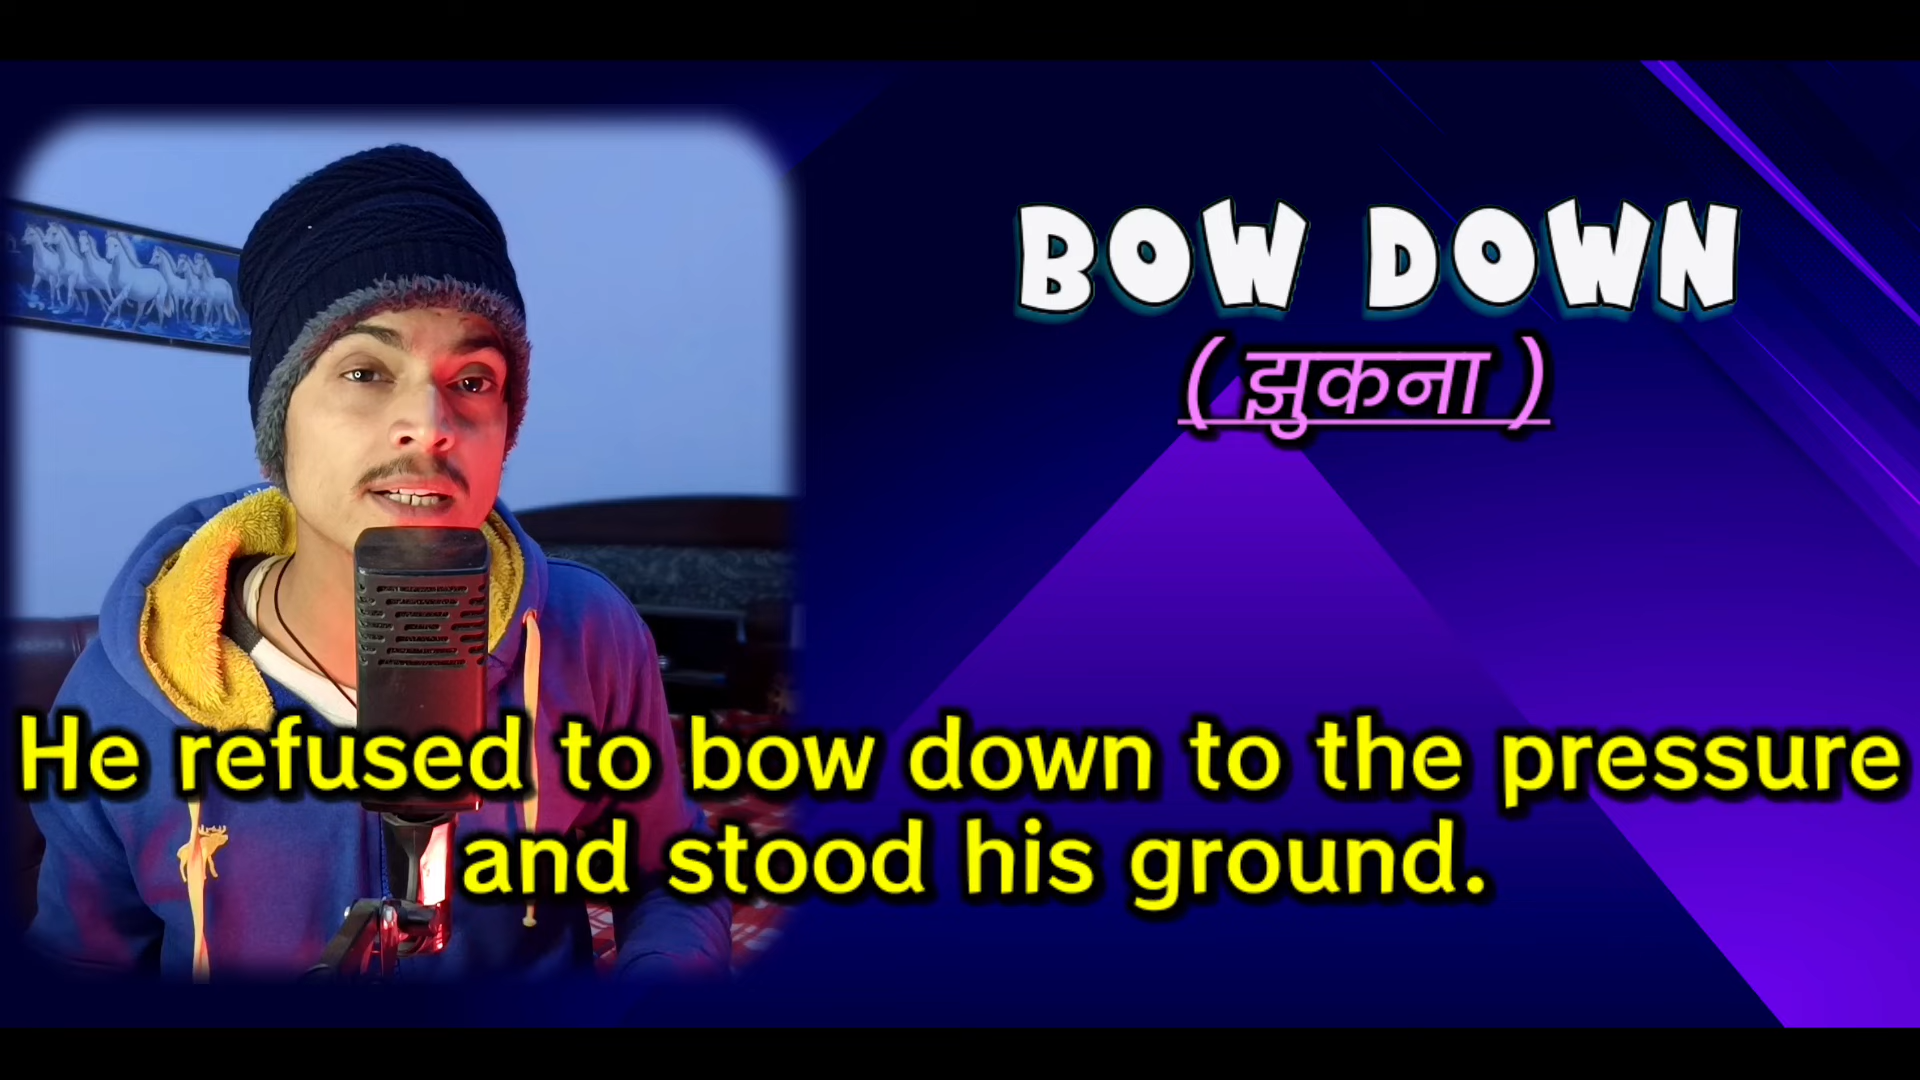 BOW DOWN
( झुकना )
He refused to bow down to the pressure
and stood his ground.